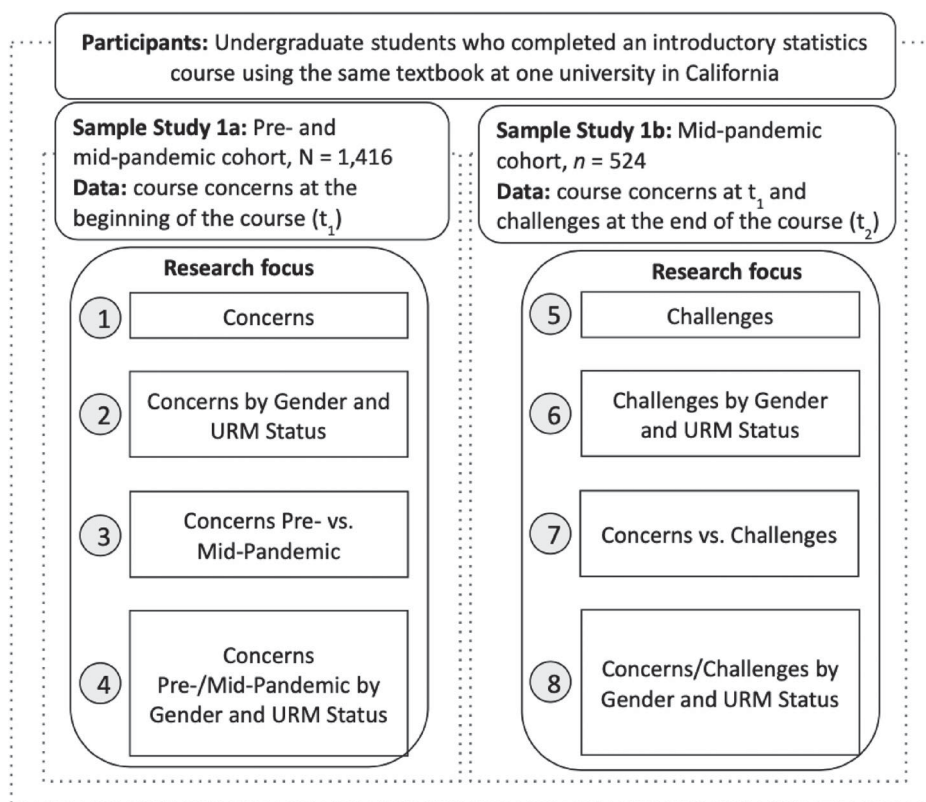 Participants: Undergraduate students who completed an introductory statistics
course using the same textbook at one university in California
Sample Study 1a: Pre- and
mid-pandemic cohort, N = 1,416
Data: course concerns at the
beginning of the course (t1)
Research focus
1
Concerns
2
Concerns by Gender and
URM Status
3
Concerns Pre- vs.
Mid-Pandemic
4
Concerns
Pre-/Mid-Pandemic by
Gender and URM Status
Sample Study 1b: Mid-pandemic
cohort, n = 524
Data: course concerns at t1 and
challenges at the end of the course (t2)
Research focus
5
Challenges
6
Challenges by Gender
and URM Status
7
Concerns vs. Challenges
8
Concerns/Challenges by
Gender and URM Status